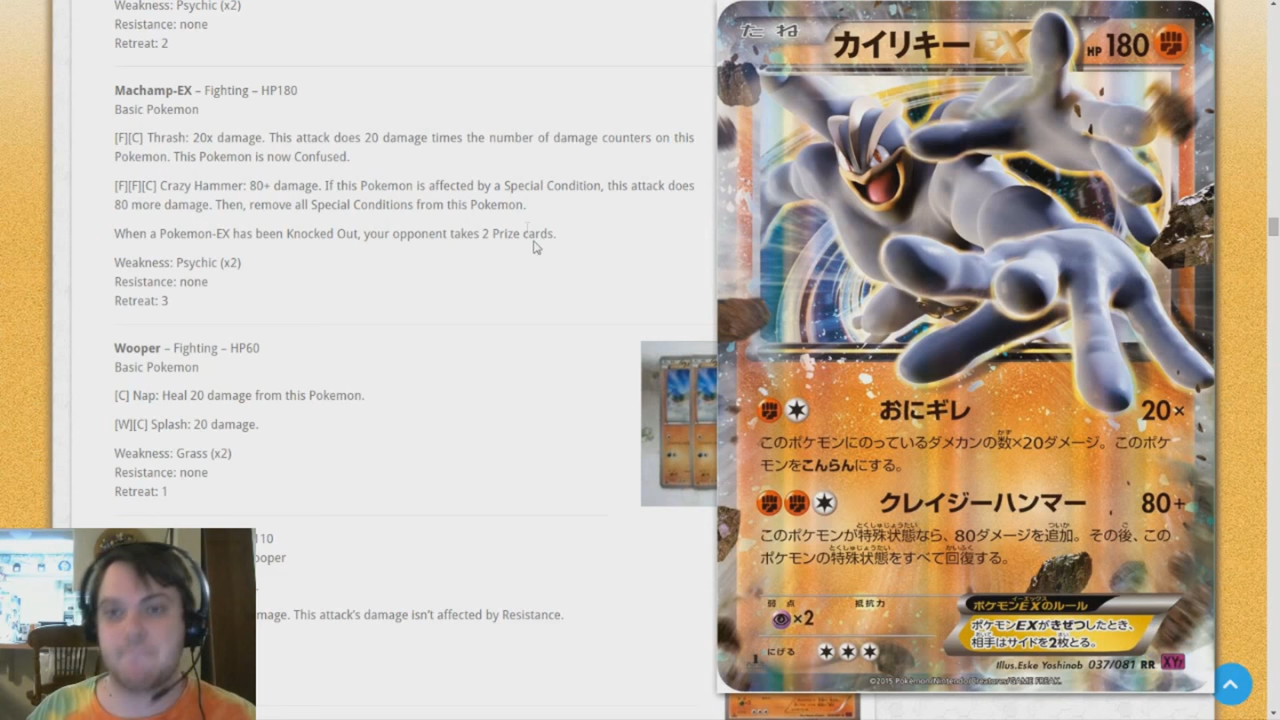 Weakness: Psychic (x2)
Resistance: none
Retreat: 2
Machamp-EX – Fighting – HP180
Basic Pokemon
[F][C] Thrash: 20x damage. This attack does 20 damage times the number of damage counters on this
Pokemon. This Pokemon is now Confused.
[F][F][C] Crazy Hammer: 80+ damage. If this Pokemon is affected by a Special Condition, this attack does
80 more damage. Then, remove all Special Conditions from this Pokemon.
When a Pokemon-EX has been Knocked Out, your opponent takes 2 Prize cards.
Weakness: Psychic (x2)
Resistance: none
Retreat: 3
Wooper – Fighting – HP60
Basic Pokemon
[C] Nap: Heal 20 damage from this Pokemon.
[W][C] Splash: 20 damage.
Weakness: Grass (x2)
Resistance: none
Retreat: 1
110
ooper
mage. This attack's damage isn't affected by Resistance.
たね
カイリキーEX HP 180
おにギレ 20×
このポケモンにのっているダメカンの数×20ダメージ。このポケ
モンをこんらんにする。
クレイジーハンマー 80+
このポケモンが特殊状態なら、80ダメージを追加。その後、この
ポケモンの特殊状態をすべて回復する。
弱点 抵抗力
×2
にげる
ポケモンEXのルール
ポケモンEXがきぜつしたとき、
相手はサイドを2枚とる。
Illus.Eske Yoshinob 037/081 RR XY7
©2015 Pokémon/Nintendo/Creatures/GAME FREAK.